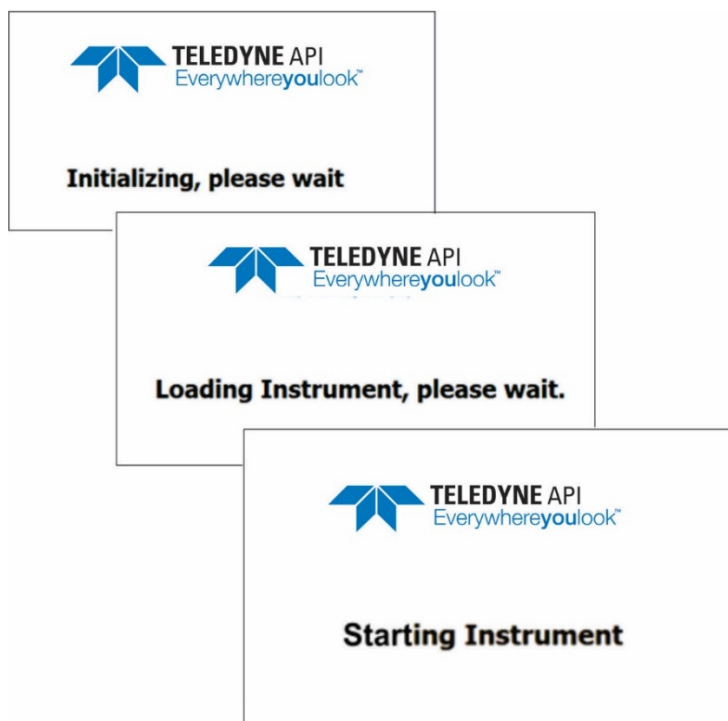 TELEDYNE API
Everywhereyoulook™
Initializing, please wait
TELEDYNE API
Everywhereyoulook™
Loading Instrument, please wait.
TELEDYNE API
Everywhereyoulook™
Starting Instrument